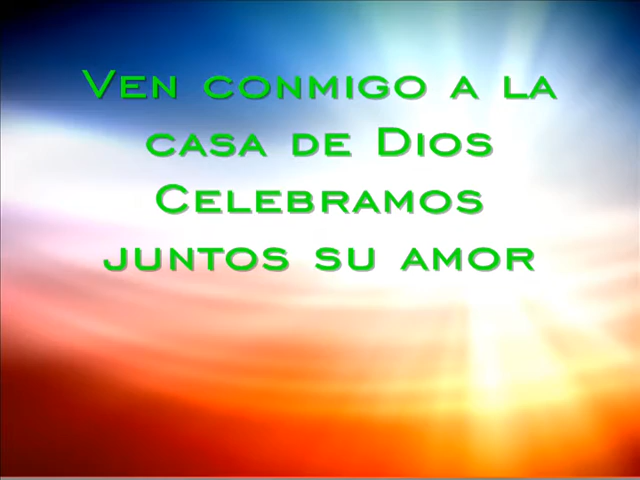 Ven conmigo a la
casa de Dios
Celebramos
juntos su amor